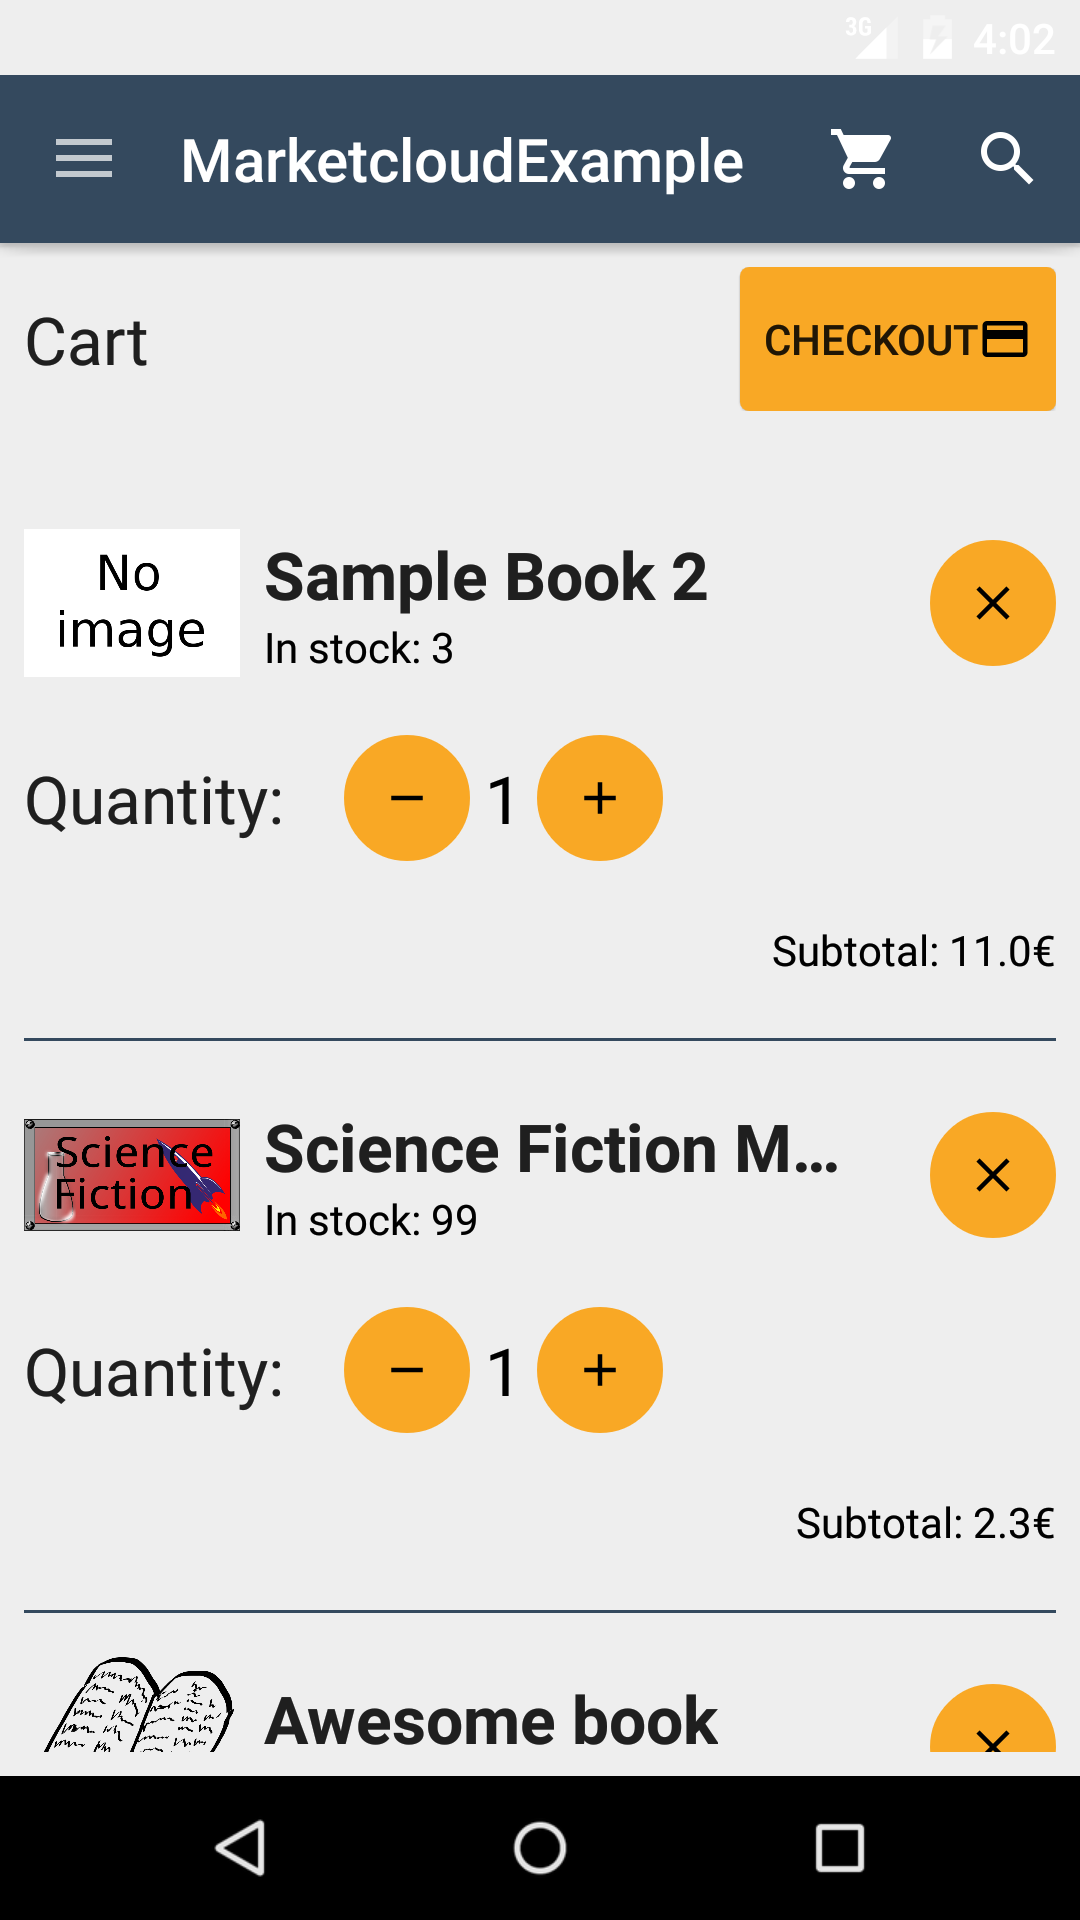 3G 4:02
MarketcloudExample
Cart
CHECKOUT
No
image
Sample Book 2
In stock: 3
Quantity: − 1 +
Subtotal: 11.0€
Science
Fiction
Science Fiction M...
In stock: 99
Quantity: − 1 +
Subtotal: 2.3€
Awesome book